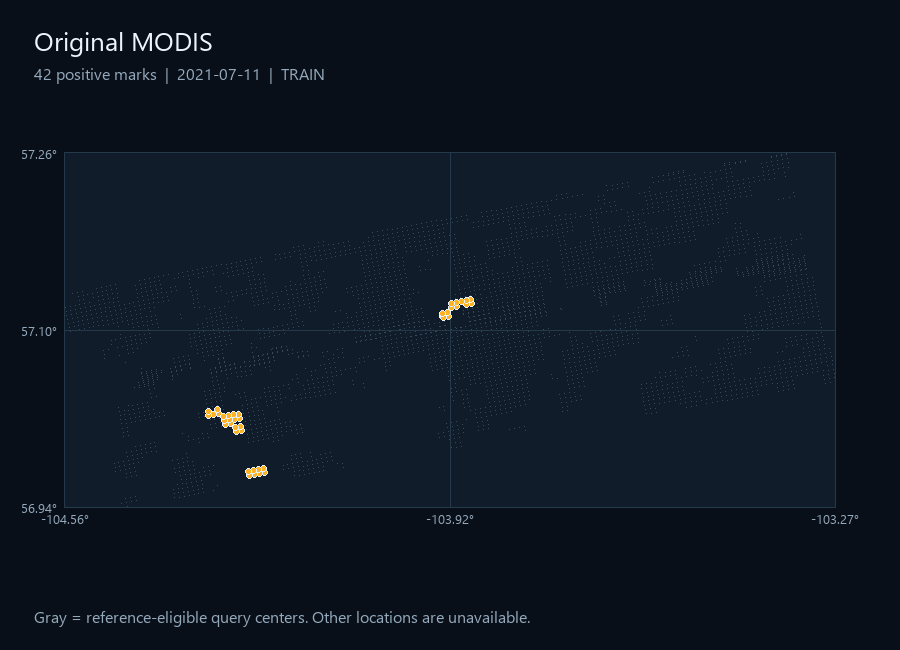 Original MODIS
42 positive marks | 2021-07-11 | TRAIN
57.26°
57.10°
56.94°
-104.56°
-103.92°
-103.27°
Gray = reference-eligible query centers. Other locations are unavailable.